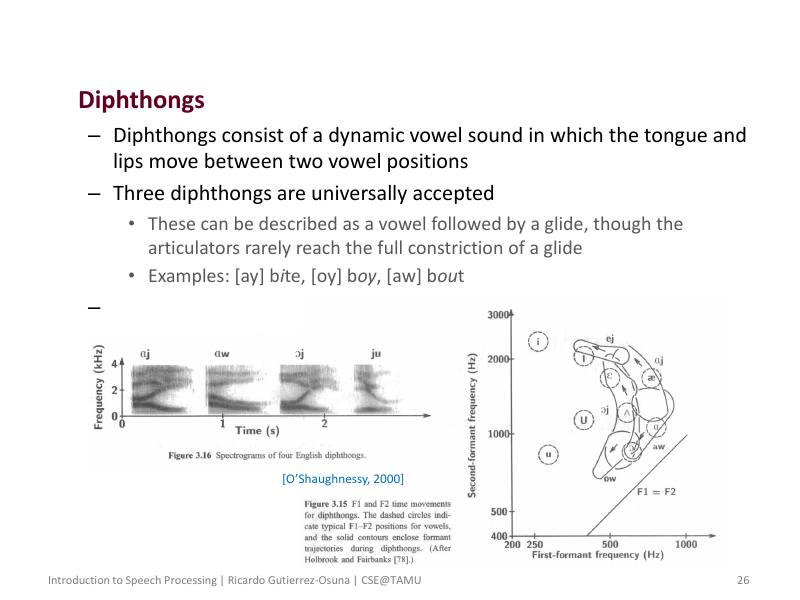 Diphthongs
– Diphthongs consist of a dynamic vowel sound in which the tongue and
lips move between two vowel positions
– Three diphthongs are universally accepted
• These can be described as a vowel followed by a glide, though the
articulators rarely reach the full constriction of a glide
• Examples: [ay] bite, [oy] boy, [aw] bout
–
ɑj ɑw ɔj ju
Frequency (kHz)
4
2
0
0 1 2
Time (s)
Figure 3.16 Spectrograms of four English diphthongs.
[O'Shaughnessy, 2000]
Figure 3.15 F1 and F2 time movements
for diphthongs. The dashed circles indi-
cate typical F1–F2 positions for vowels,
and the solid contours enclose formant
trajectories during diphthongs. (After
Holbrook and Fairbanks [78].)
Second-formant frequency (Hz)
3000
2000
1000
500
400
i
ej
I
ɑj
ɛ
æ
ɔj
ʌ
U
ɑ
aw
u
ow
F1 = F2
200 250 500 1000
First-formant frequency (Hz)
Introduction to Speech Processing | Ricardo Gutierrez-Osuna | CSE@TAMU
26